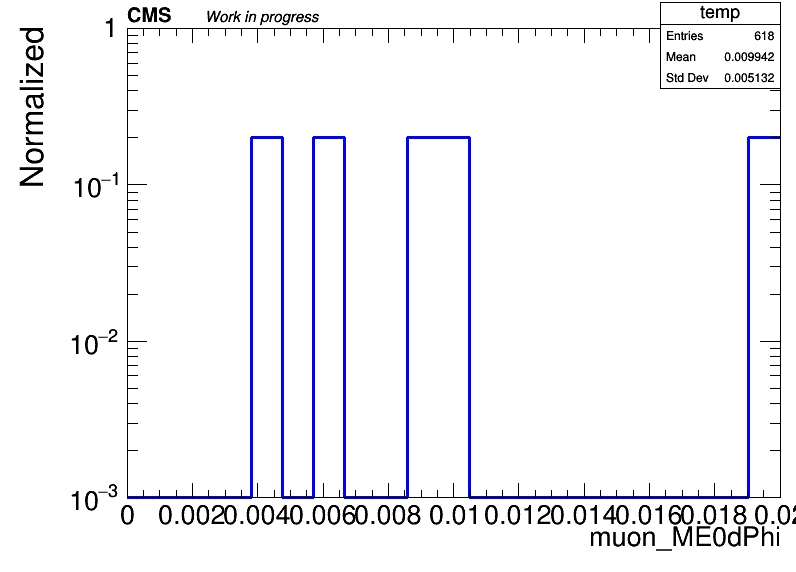 CMS Work in progress
temp
Entries 618
Mean 0.009942
Std Dev 0.005132
Normalized
1
10⁻¹
10⁻²
10⁻³
0 0.002 0.004 0.006 0.008 0.01 0.012 0.014 0.016 0.018 0.02
muon_ME0dPhi